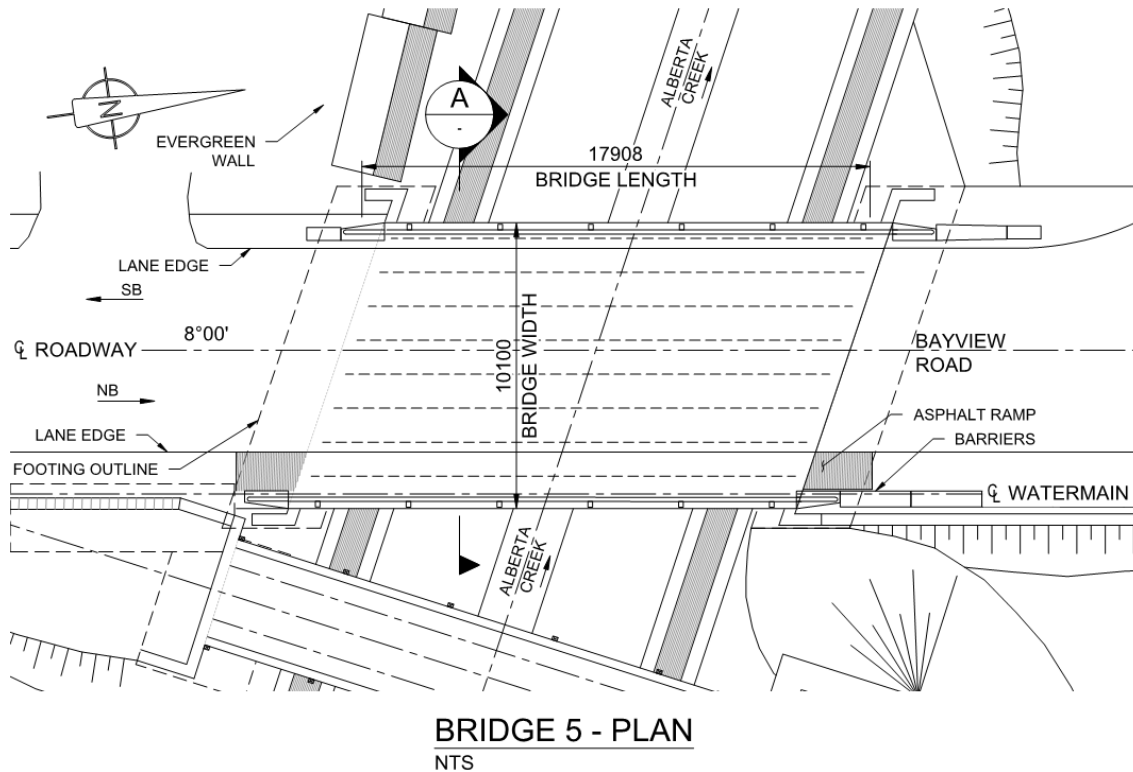 N
EVERGREEN
WALL
A
-
17908
BRIDGE LENGTH
ALBERTA
CREEK
LANE EDGE
SB
8°00'
℄ ROADWAY
NB
LANE EDGE
FOOTING OUTLINE
10100
BRIDGE WIDTH
BAYVIEW
ROAD
ASPHALT RAMP
BARRIERS
℄ WATERMAIN
ALBERTA
CREEK
BRIDGE 5 - PLAN
NTS